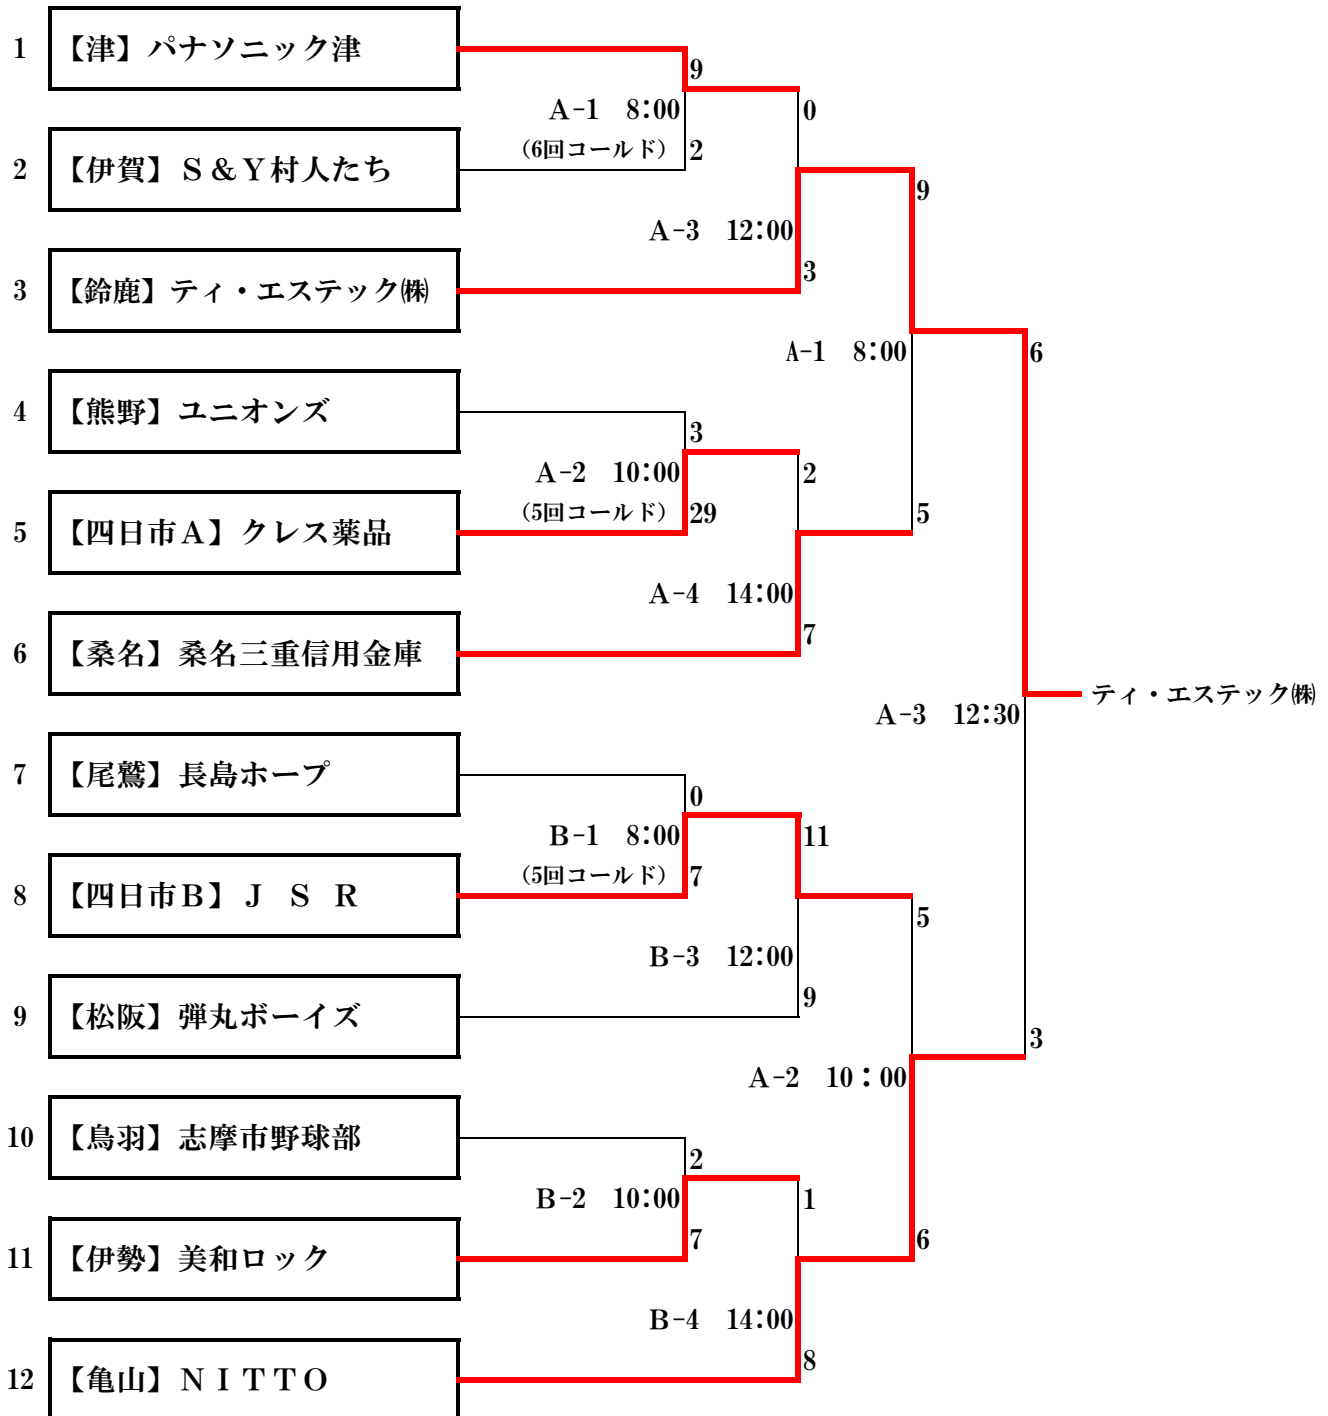 1 【津】パナソニック津
9
A-1 8:00
0
(6回コールド)
2
2 【伊賀】S&Y村人たち
9
A-3 12:00
3
3 【鈴鹿】ティ・エステック㈱
A-1 8:00
6
4 【熊野】ユニオンズ
3
A-2 10:00
2
(5回コールド)
29
5
5 【四日市A】クレス薬品
A-4 14:00
7
6 【桑名】桑名三重信用金庫
ティ・エステック㈱
A-3 12:30
7 【尾鷲】長島ホープ
0
B-1 8:00
11
(5回コールド)
7
8 【四日市B】J S R
5
B-3 12:00
9
9 【松阪】弾丸ボーイズ
3
A-2 10:00
10 【鳥羽】志摩市野球部
2
B-2 10:00
1
7
6
11 【伊勢】美和ロック
B-4 14:00
8
12 【亀山】NITTO